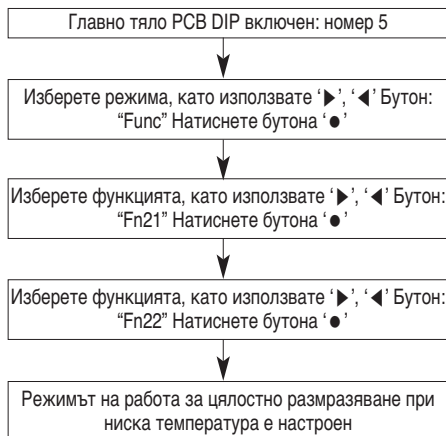 Главно тяло PCB DIP включен: номер 5
Изберете режима, като използвате ‘▶’, ‘◀’ Бутон:
“Func” Натиснете бутона ‘●’
Изберете функцията, като използвате ‘▶’, ‘◀’ Бутон:
“Fn21” Натиснете бутона ‘●’
Изберете функцията, като използвате ‘▶’, ‘◀’ Бутон:
“Fn22” Натиснете бутона ‘●’
Режимът на работа за цялостно размразяване при
ниска температура е настроен